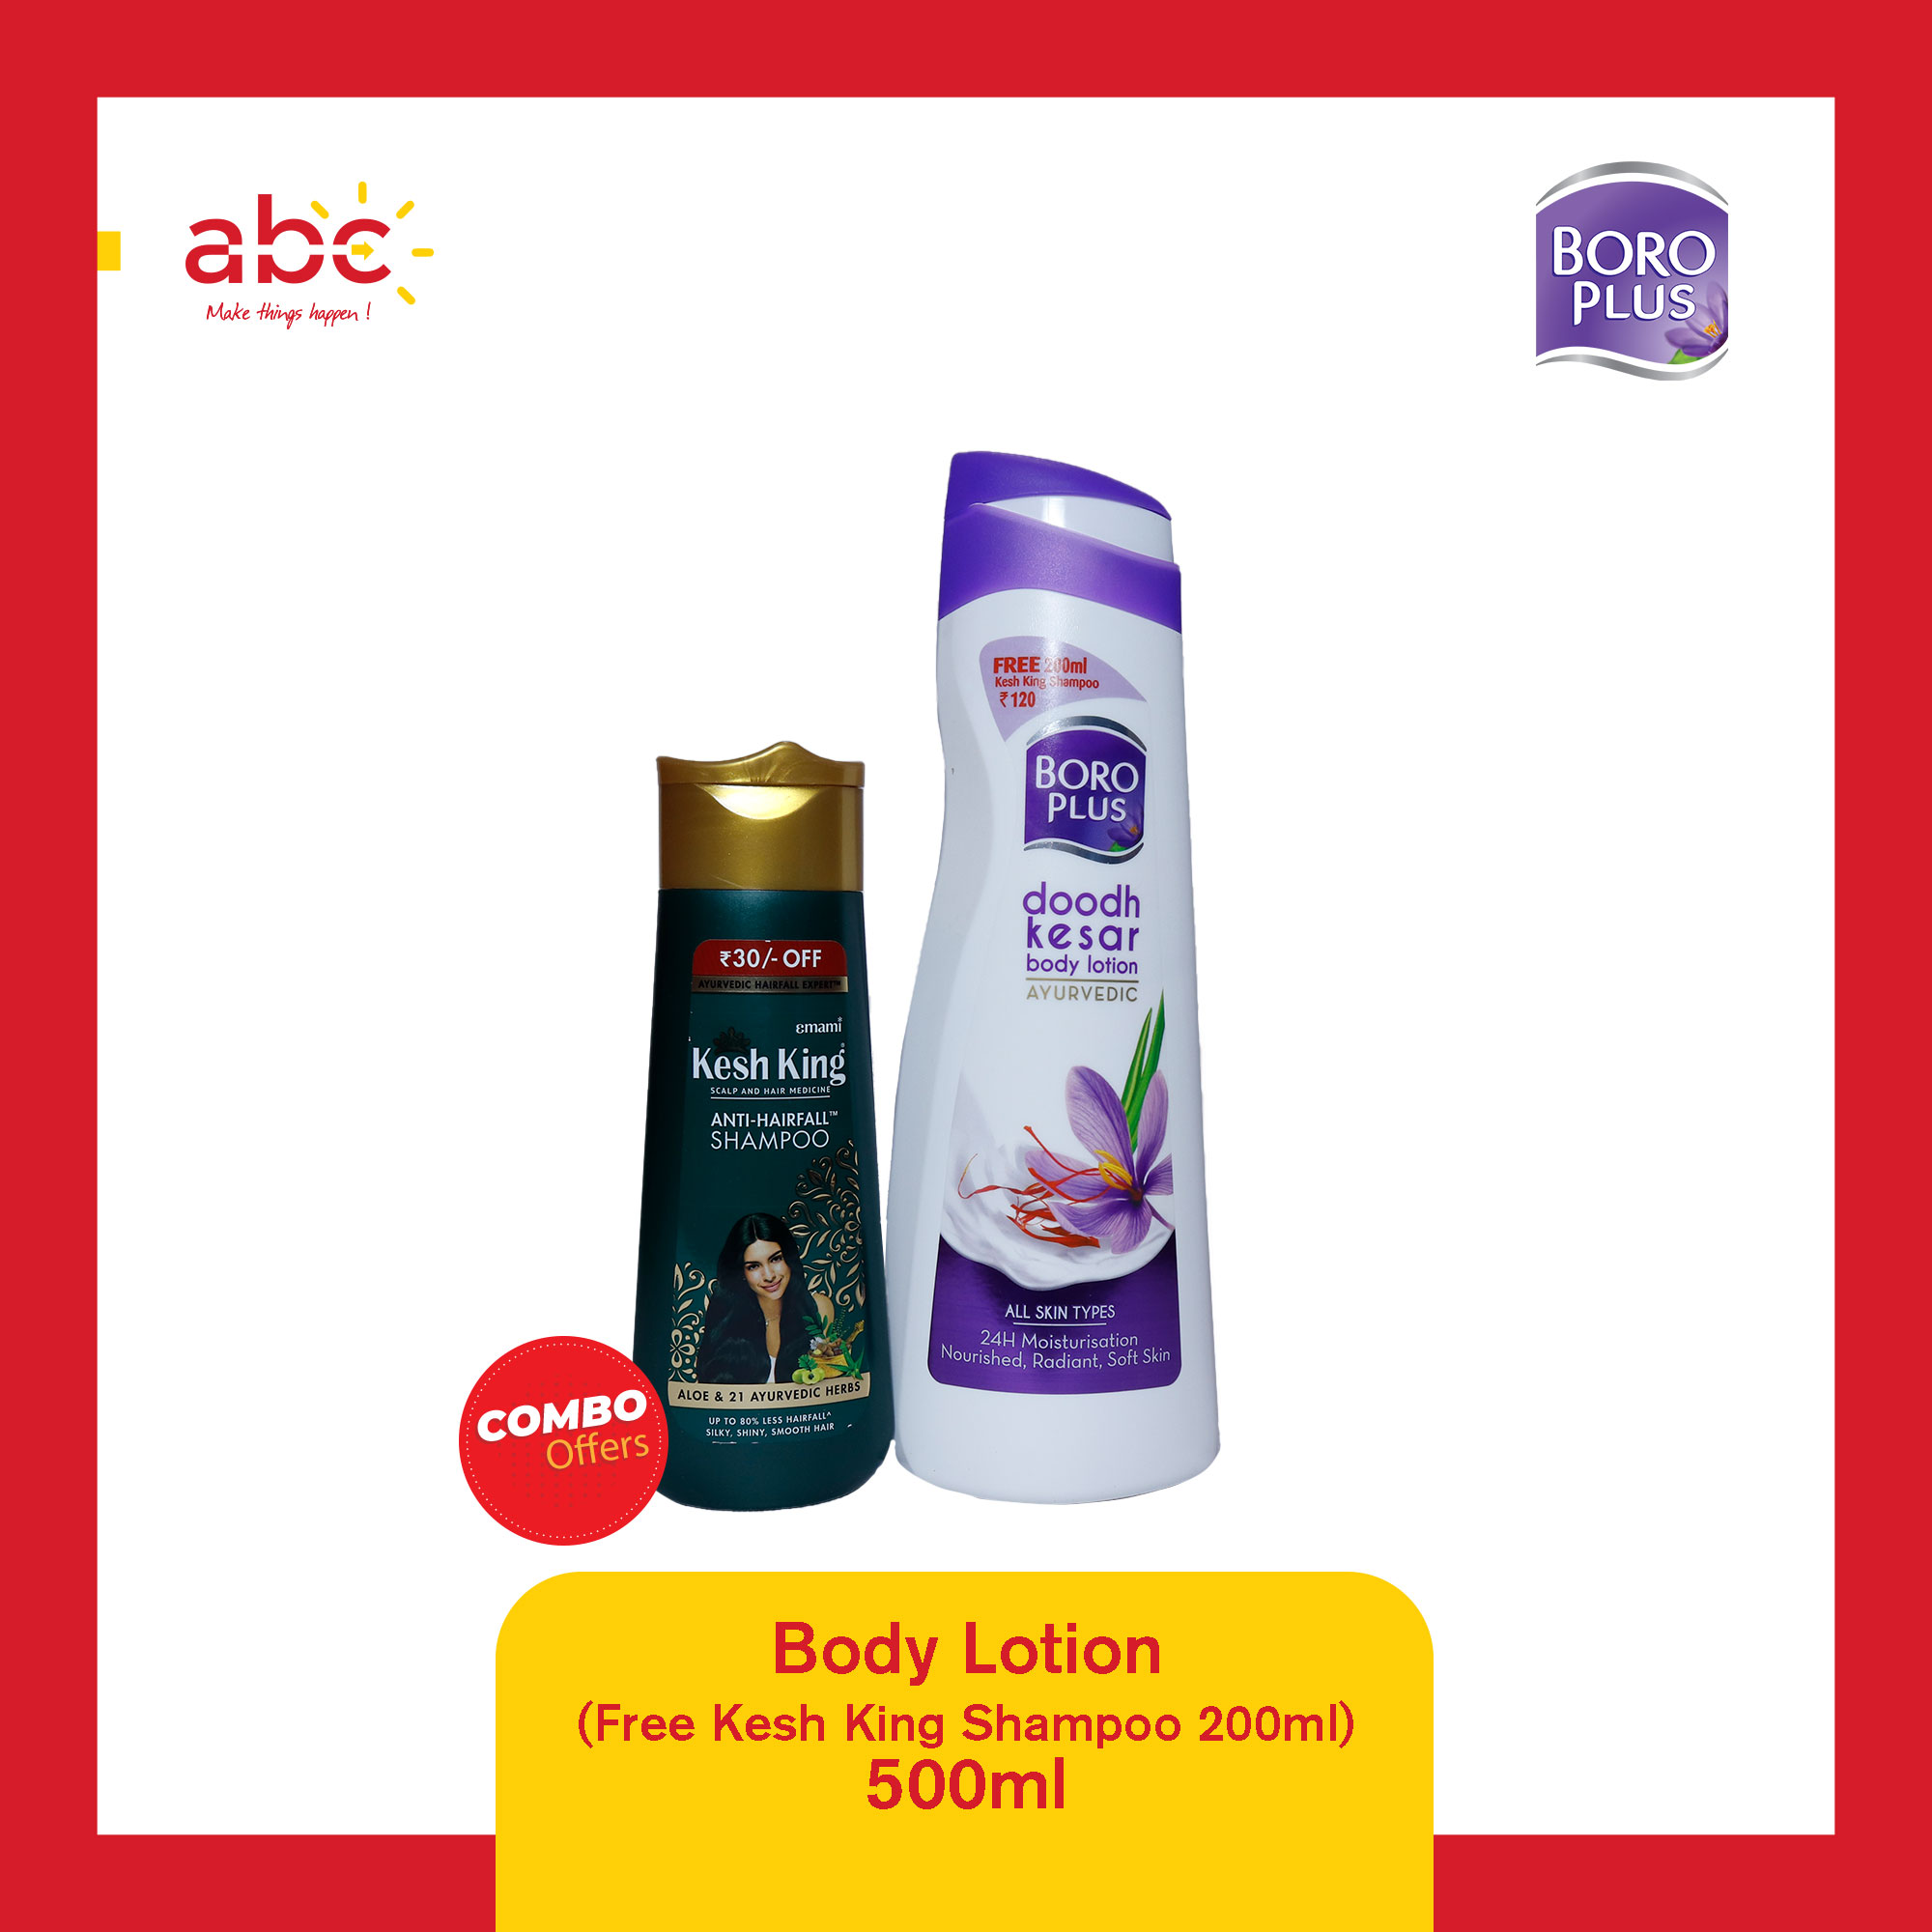 abc
Make things happen !
BORO
PLUS
FREE 200ml
Kesh King Shampoo
₹120
BORO
PLUS
doodh
kesar
body lotion
AYURVEDIC
ALL SKIN TYPES
24H Moisturisation
Nourished, Radiant, Soft Skin
₹30/- OFF
AYURVEDIC HAIRFALL EXPERT™
emami®
Kesh King®
SCALP AND HAIR MEDICINE
ANTI-HAIRFALL™
SHAMPOO
ALOE & 21 AYURVEDIC HERBS
UP TO 80% LESS HAIRFALL^
SILKY, SHINY, SMOOTH HAIR
COMBO
Offers
Body Lotion
(Free Kesh King Shampoo 200ml)
500ml